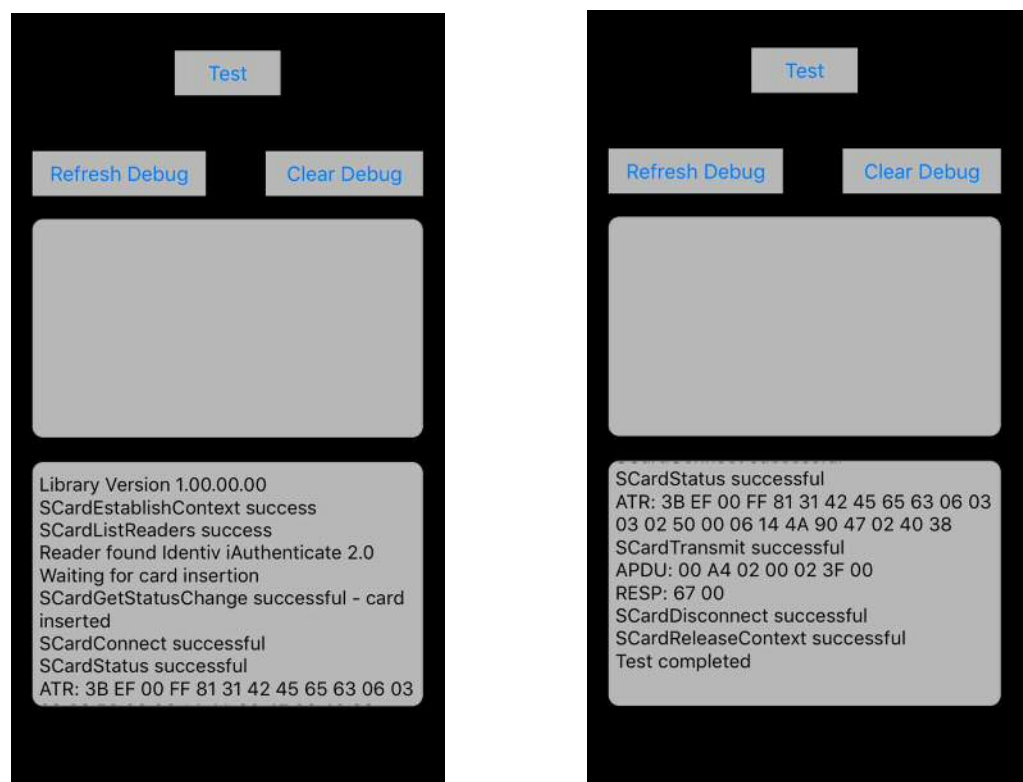 Test
Refresh Debug
Clear Debug
Library Version 1.00.00.00
SCardEstablishContext success
SCardListReaders success
Reader found Identiv iAuthenticate 2.0
Waiting for card insertion
SCardGetStatusChange successful - card
inserted
SCardConnect successful
SCardStatus successful
ATR: 3B EF 00 FF 81 31 42 45 65 63 06 03
Test
Refresh Debug
Clear Debug
SCardStatus successful
ATR: 3B EF 00 FF 81 31 42 45 65 63 06 03
03 02 50 00 06 14 4A 90 47 02 40 38
SCardTransmit successful
APDU: 00 A4 02 00 02 3F 00
RESP: 67 00
SCardDisconnect successful
SCardReleaseContext successful
Test completed